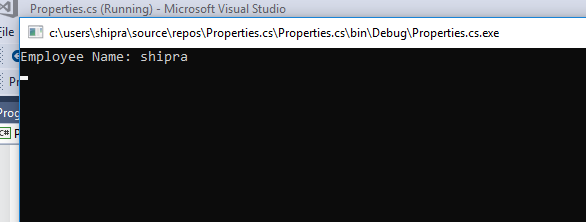 Properties.cs (Running) - Microsoft Visual Studio
File
c:\users\shipra\source\repos\Properties.cs\Properties.cs\bin\Debug\Properties.cs.exe
Employee Name: shipra
C#